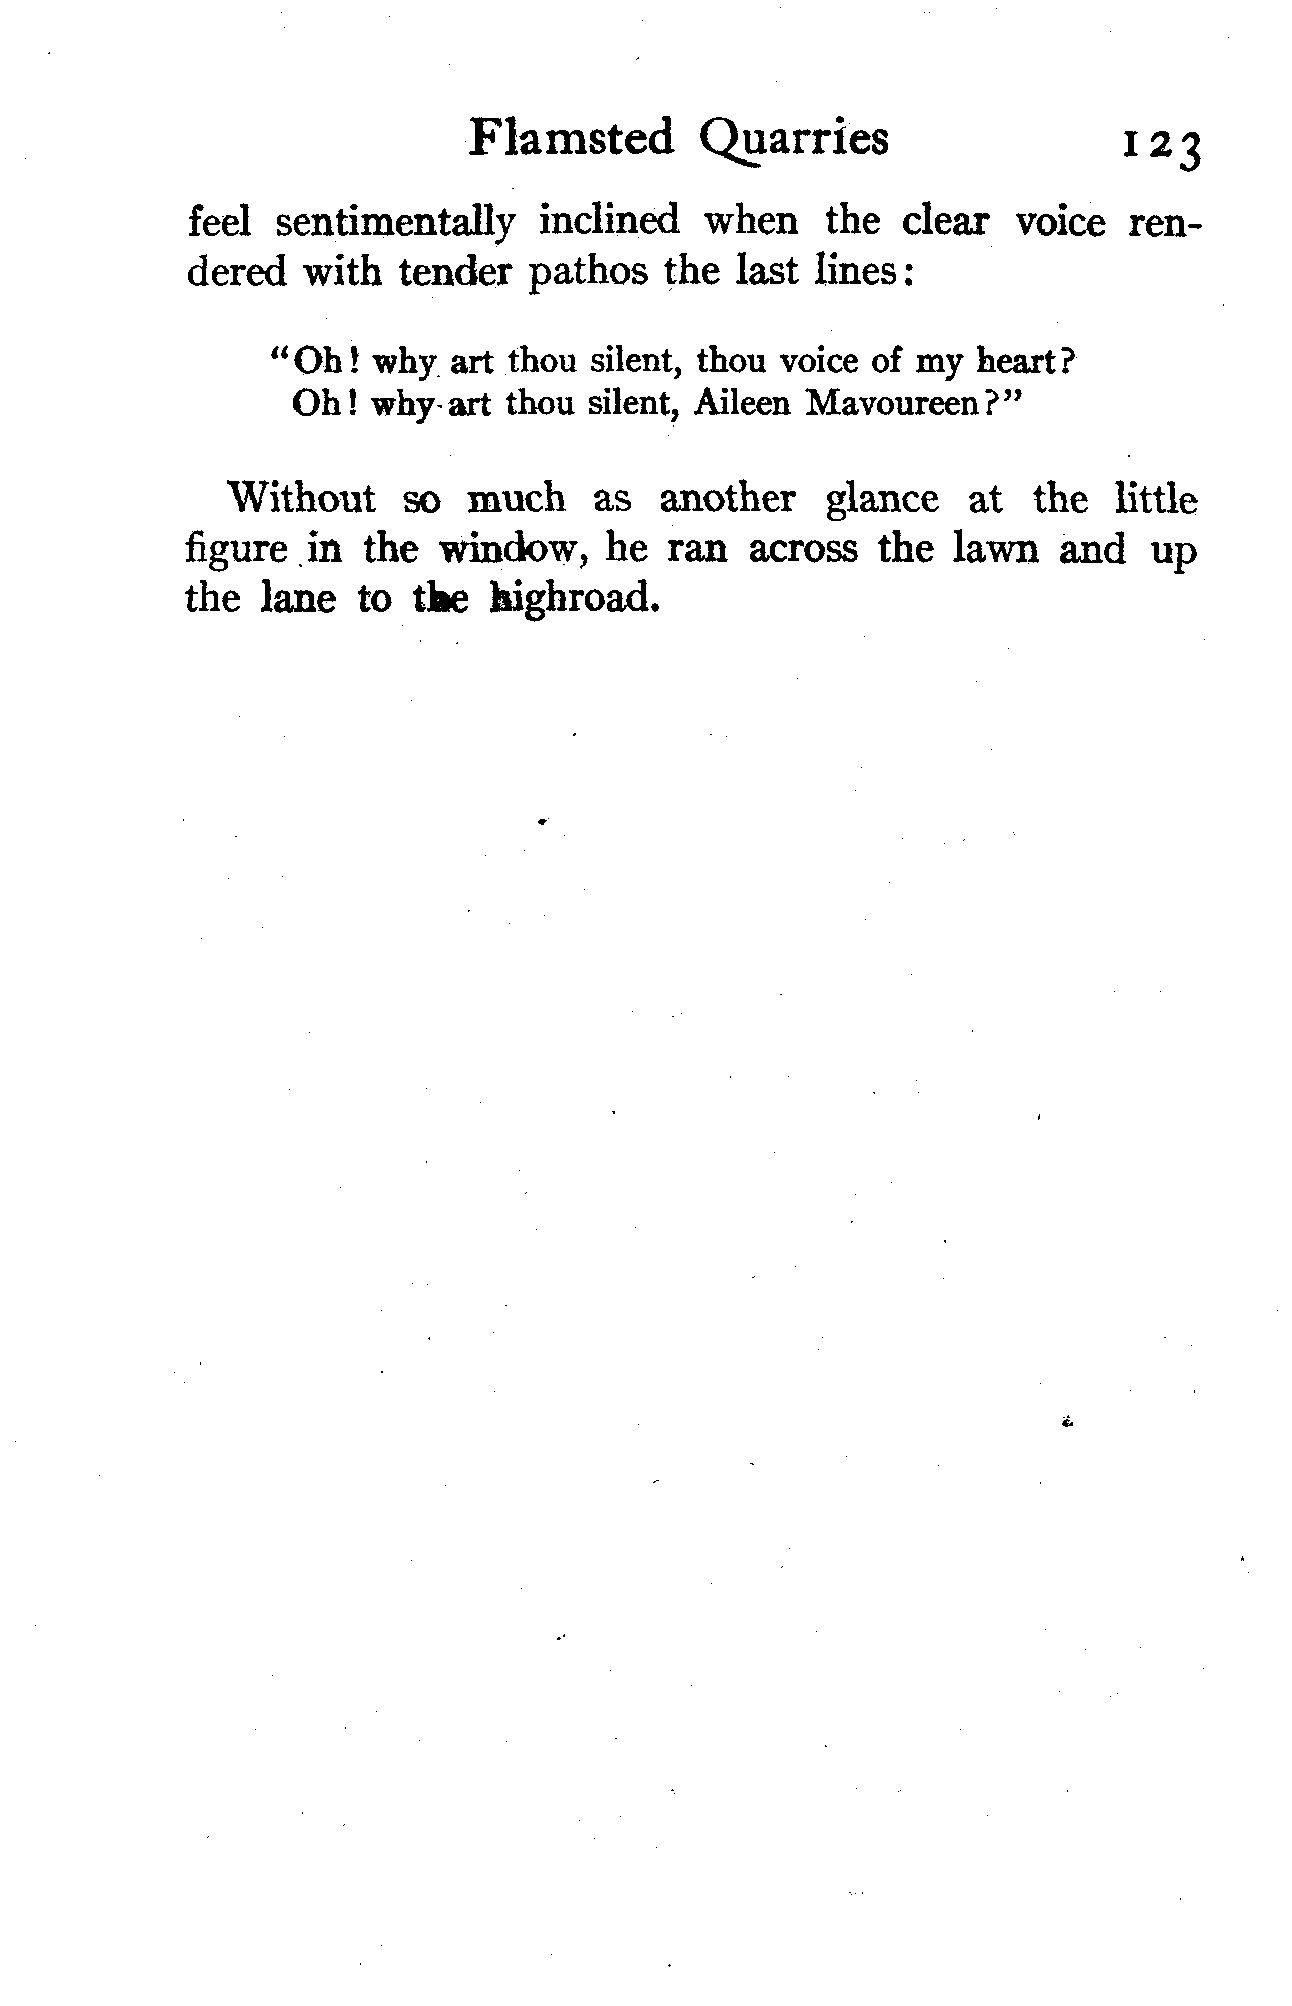 Flamsted Quarries 123
feel sentimentally inclined when the clear voice ren-
dered with tender pathos the last lines:
"Oh! why art thou silent, thou voice of my heart?
Oh! why art thou silent, Aileen Mavoureen?"
Without so much as another glance at the little
figure in the window, he ran across the lawn and up
the lane to the highroad.